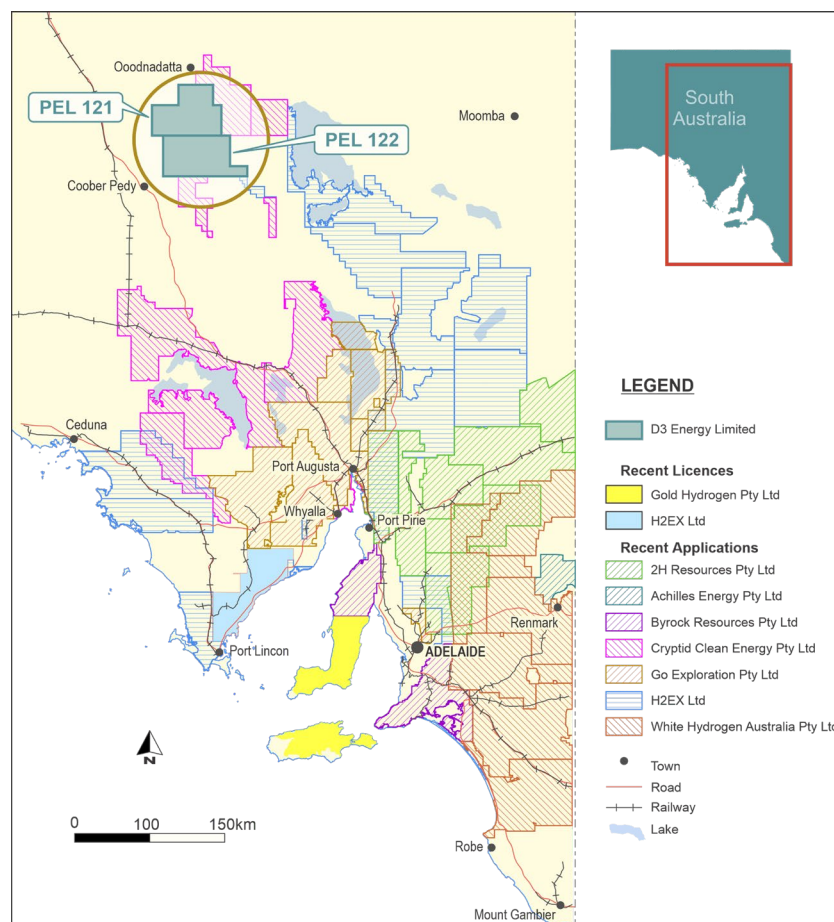 Ooodnadatta
PEL 121
Moomba
PEL 122
Coober Pedy
Ceduna
Port Augusta
Whyalla
Port Pirie
Renmark
Port Lincon
ADELAIDE
N
0 100 150km
Robe
Mount Gambier
South
Australia
LEGEND
D3 Energy Limited
Recent Licences
Gold Hydrogen Pty Ltd
H2EX Ltd
Recent Applications
2H Resources Pty Ltd
Achilles Energy Pty Ltd
Byrock Resources Pty Ltd
Cryptid Clean Energy Pty Ltd
Go Exploration Pty Ltd
H2EX Ltd
White Hydrogen Australia Pty Ltd
Town
Road
Railway
Lake